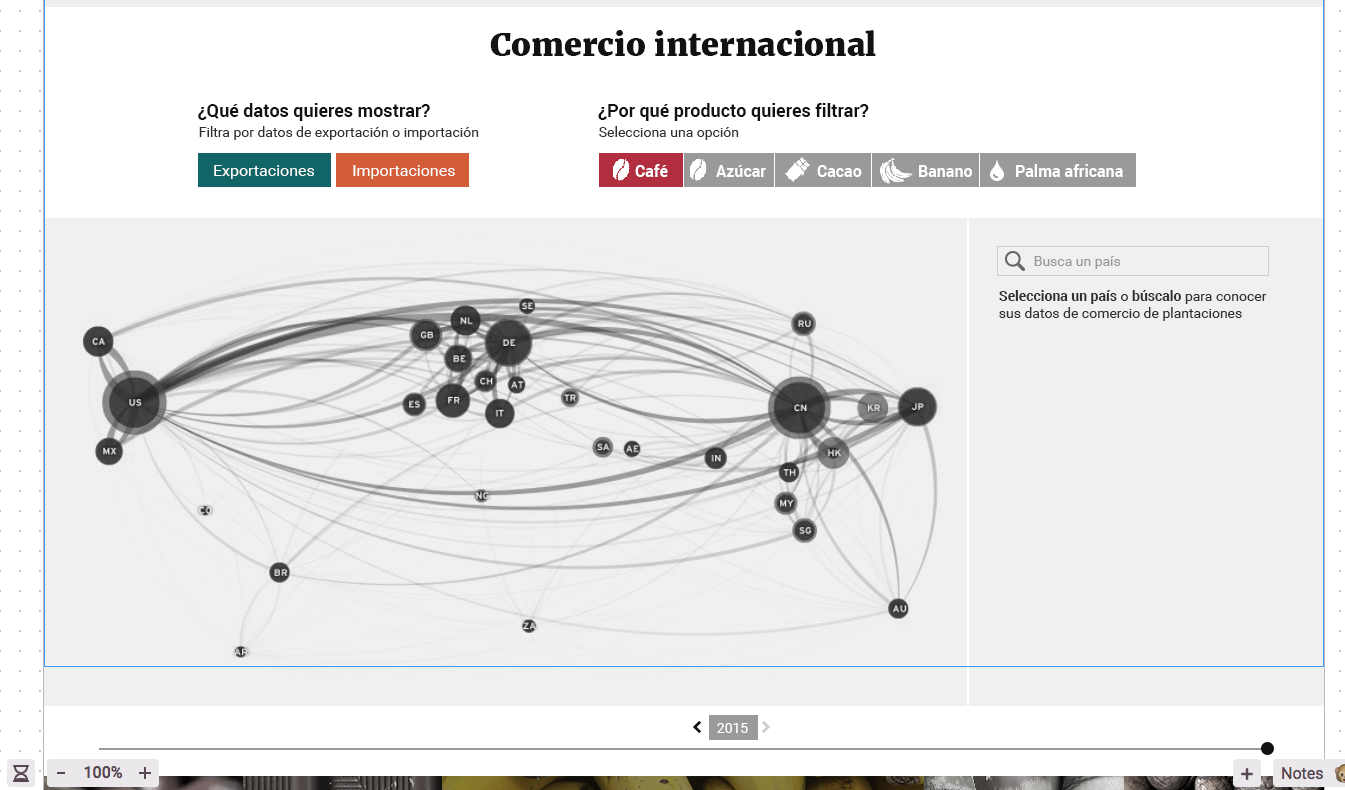 Comercio internacional
¿Qué datos quieres mostrar?
Filtra por datos de exportación o importación
Exportaciones
Importaciones
¿Por qué producto quieres filtrar?
Selecciona una opción
Café
Azúcar
Cacao
Banano
Palma africana
CA
US
MX
CO
BR
AR
GB
NL
SE
DE
BE
CH
AT
ES
FR
IT
TR
SA
AE
NG
ZA
IN
RU
CN
KR
JP
HK
TH
MY
SG
AU
Busca un país
Selecciona un país o búscalo para conocer
sus datos de comercio de plantaciones
2015
− 100% +
+
Notes